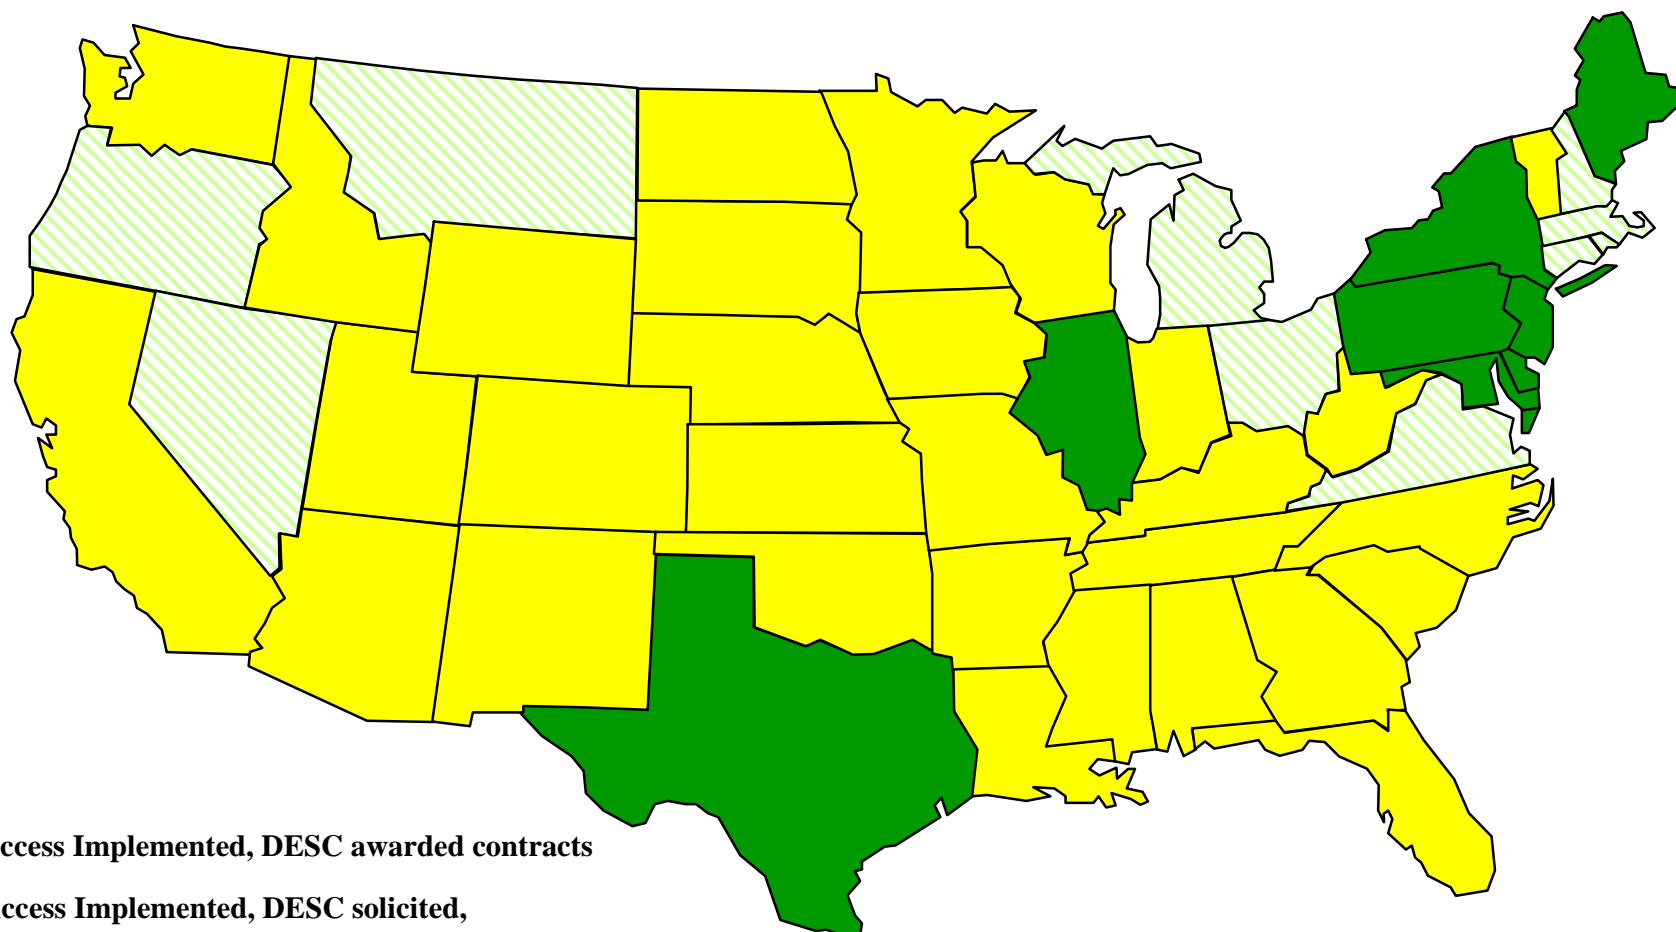 ccess Implemented, DESC awarded contracts
ccess Implemented, DESC solicited,